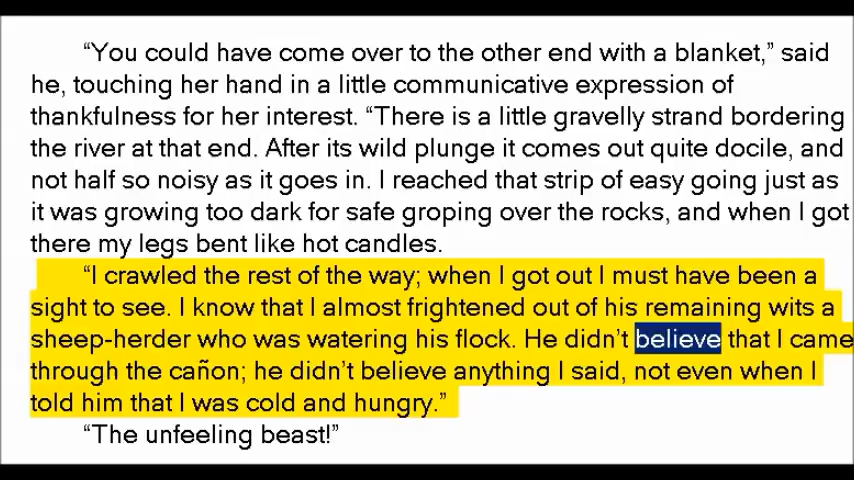 “You could have come over to the other end with a blanket,” said
he, touching her hand in a little communicative expression of
thankfulness for her interest. “There is a little gravelly strand bordering
the river at that end. After its wild plunge it comes out quite docile, and
not half so noisy as it goes in. I reached that strip of easy going just as
it was growing too dark for safe groping over the rocks, and when I got
there my legs bent like hot candles.
“I crawled the rest of the way; when I got out I must have been a
sight to see. I know that I almost frightened out of his remaining wits a
sheep-herder who was watering his flock. He didn’t believe that I came
through the cañon; he didn’t believe anything I said, not even when I
told him that I was cold and hungry.”
“The unfeeling beast!”